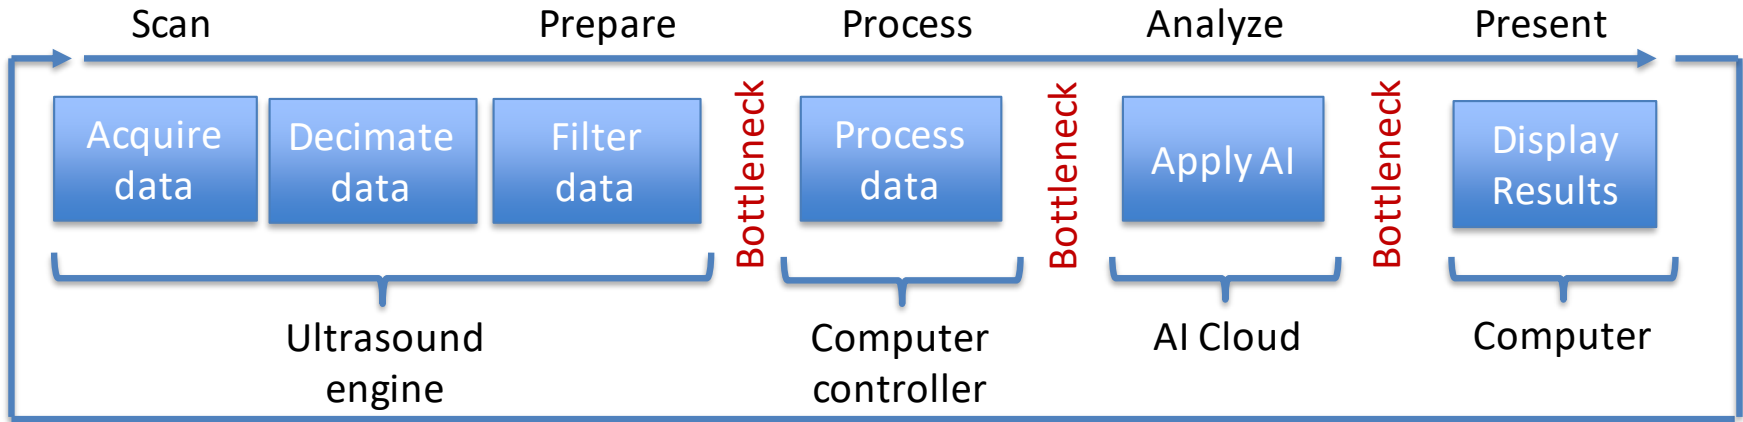 Scan
Prepare
Process
Analyze
Present
Acquire
data
Decimate
data
Filter
data
Bottleneck
Process
data
Bottleneck
Apply AI
Bottleneck
Display
Results
Ultrasound
engine
Computer
controller
AI Cloud
Computer